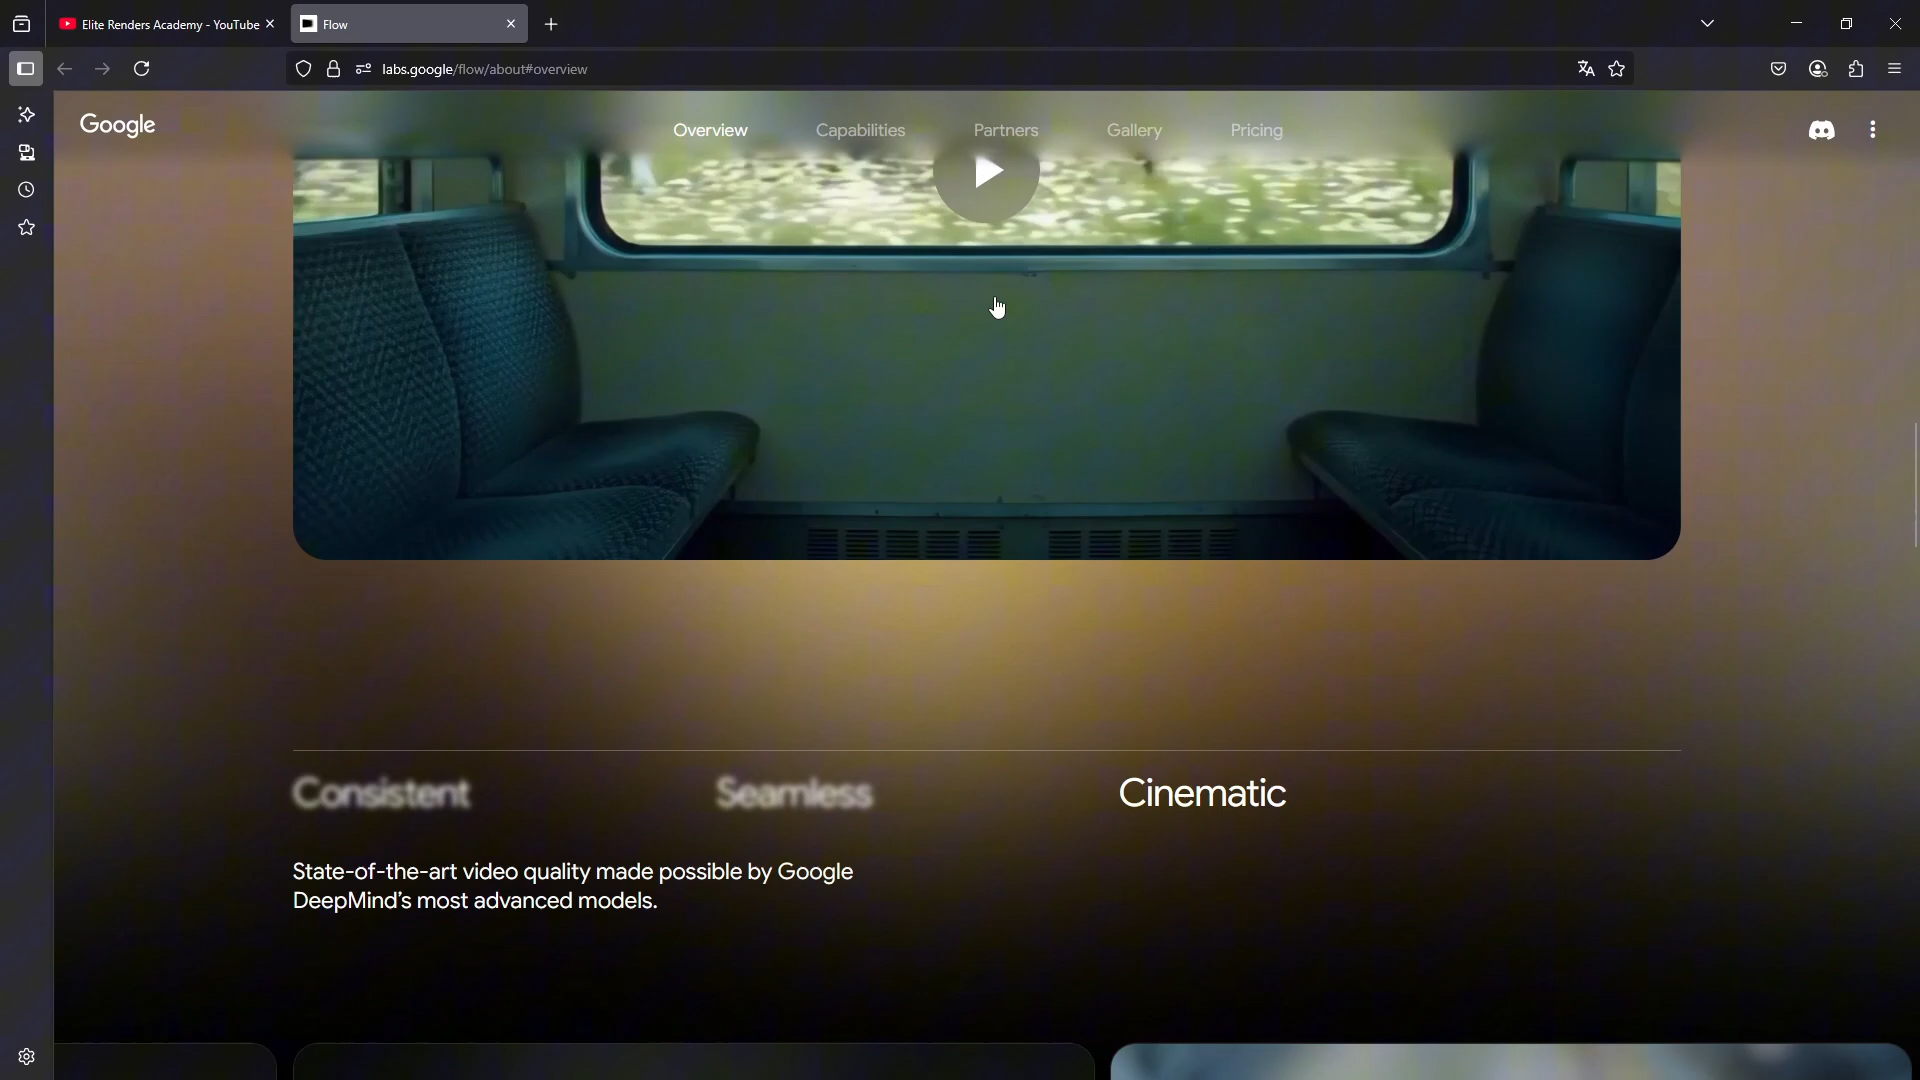 Elite Renders Academy - YouTube
Flow
labs.google/flow/about#overview
Google
Overview
Capabilities
Partners
Gallery
Pricing
Consistent
Seamless
Cinematic
State-of-the-art video quality made possible by Google
DeepMind’s most advanced models.